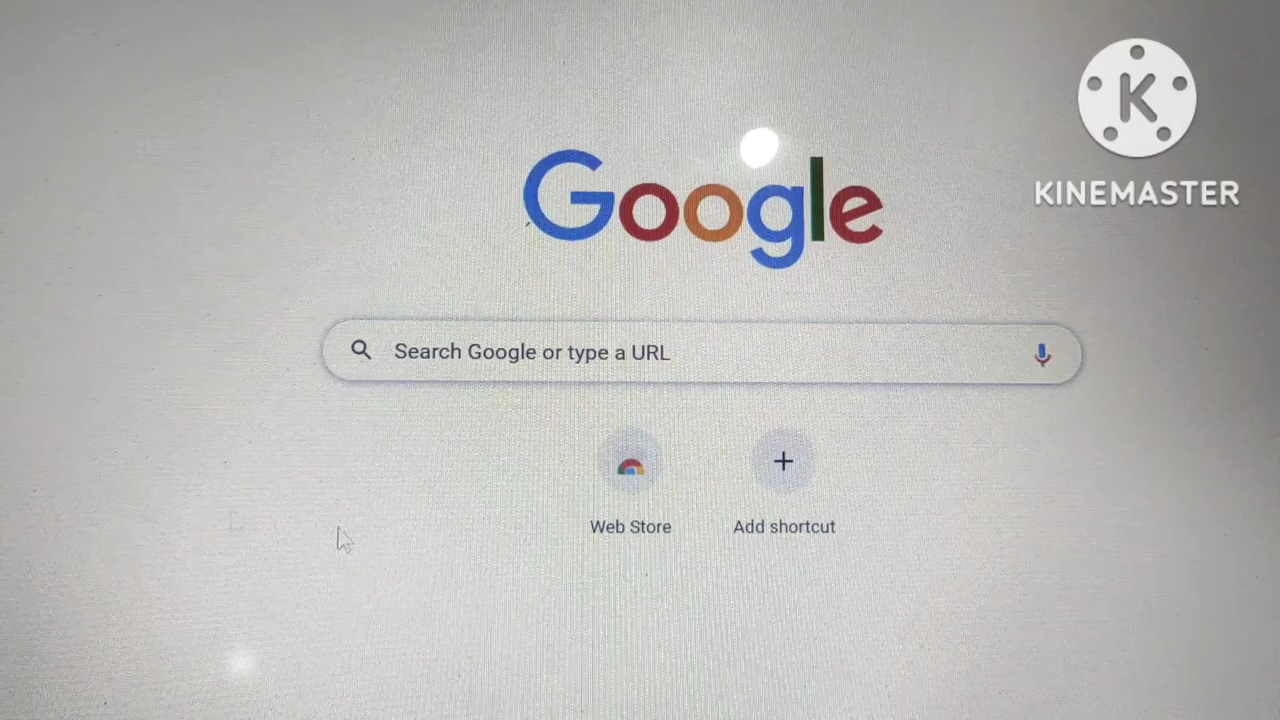 K
KINEMASTER
Google
Search Google or type a URL
Web Store
Add shortcut